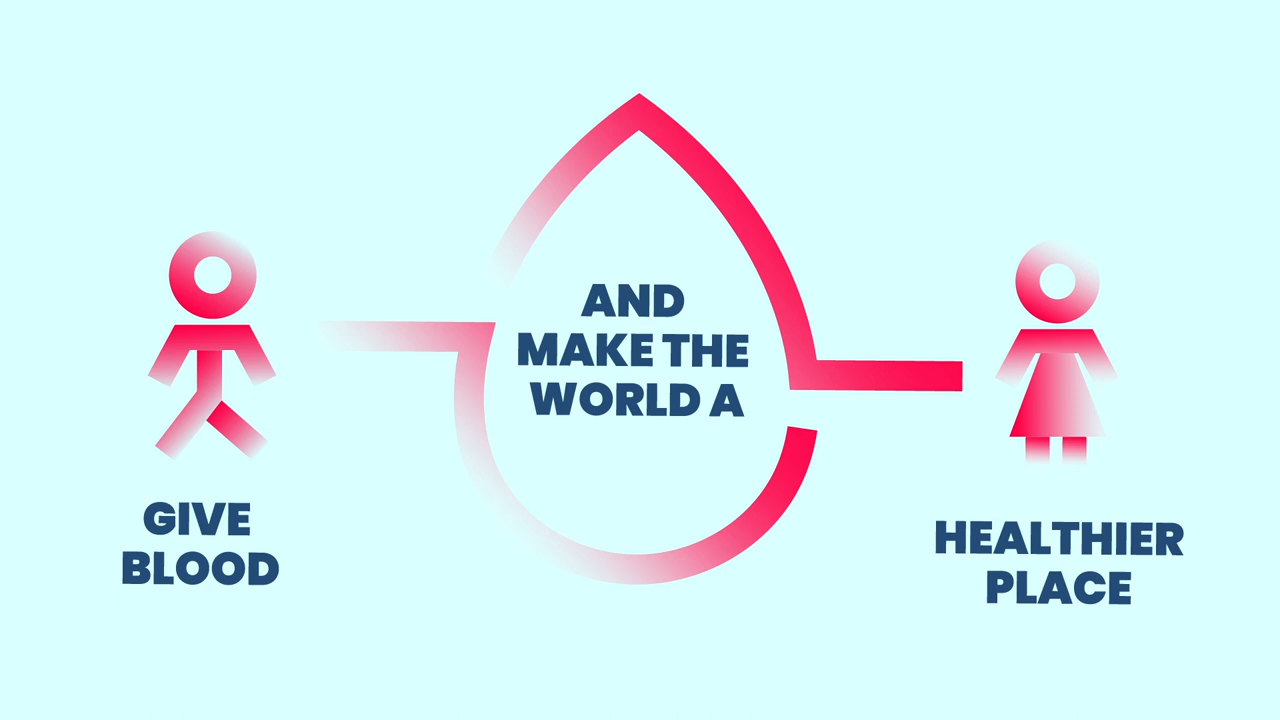 GIVE
BLOOD
AND
MAKE THE
WORLD A
HEALTHIER
PLACE